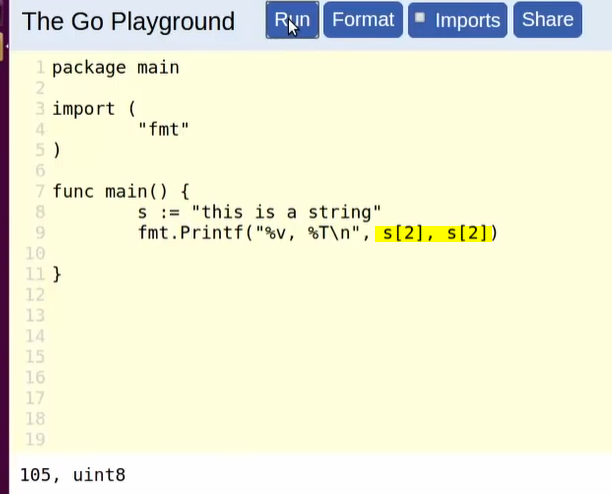 The Go Playground Run Format Imports Share
1 package main
2
3 import (
4 "fmt"
5 )
6
7 func main() {
8 s := "this is a string"
9 fmt.Printf("%v, %T\n", s[2], s[2])
10
11 }
12
13
14
15
16
17
18
19
105, uint8